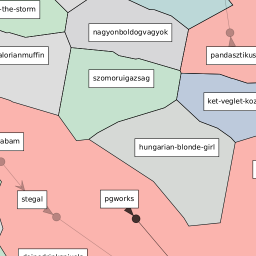 -the-storm
nagyonboldogvagyok
pandasztikus
alorianmuffin
szomoruigazsag
ket-veglet-koz
abam
hungarian-blonde-girl
stegal
pgworks